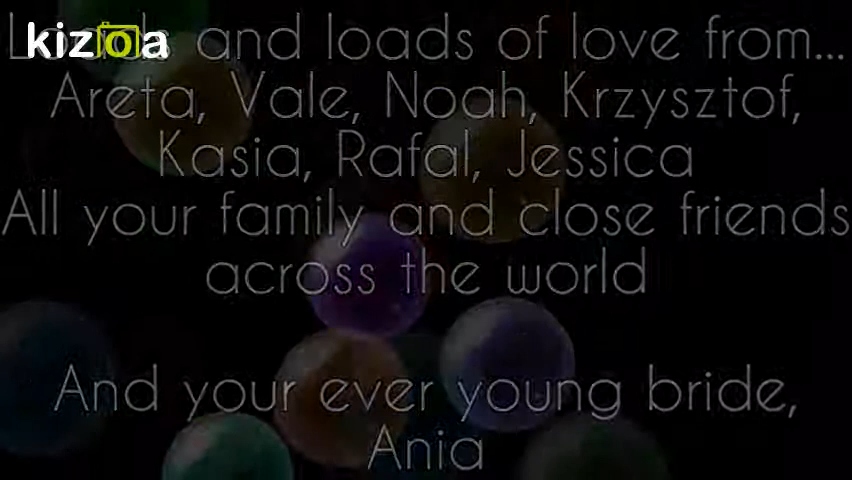 kizoa
Loads and loads of love from...
Areta, Vale, Noah, Krzysztof,
Kasia, Rafal, Jessica
All your family and close friends
across the world
And your ever young bride,
Ania